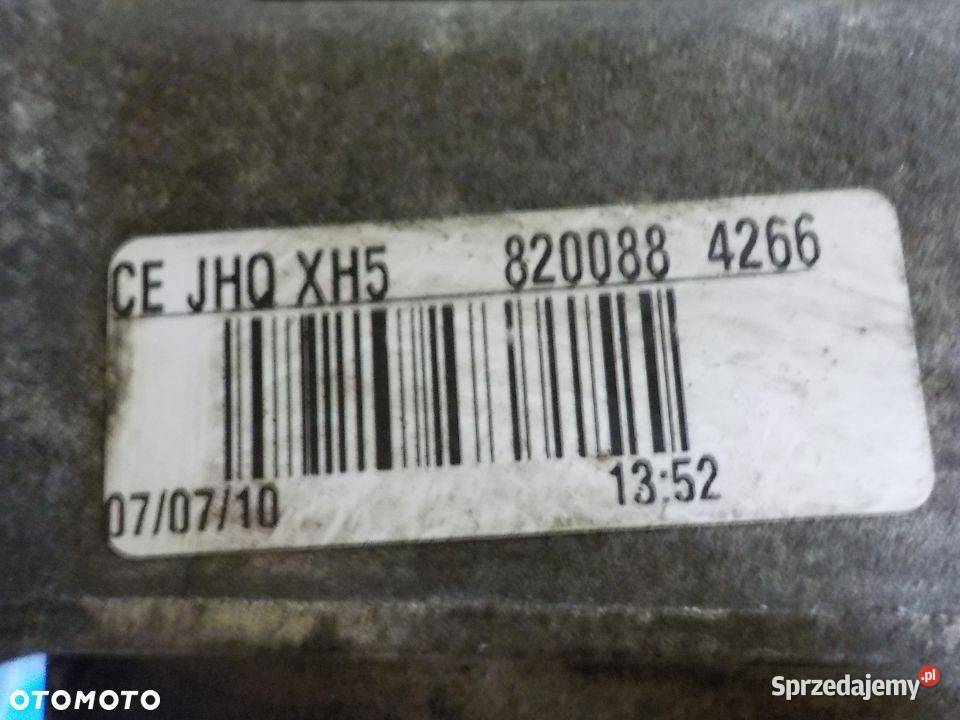 CE JHQ XH5 820088 4266
07/07/10 13:52
OTOMOTO
Sprzedajemy.pl